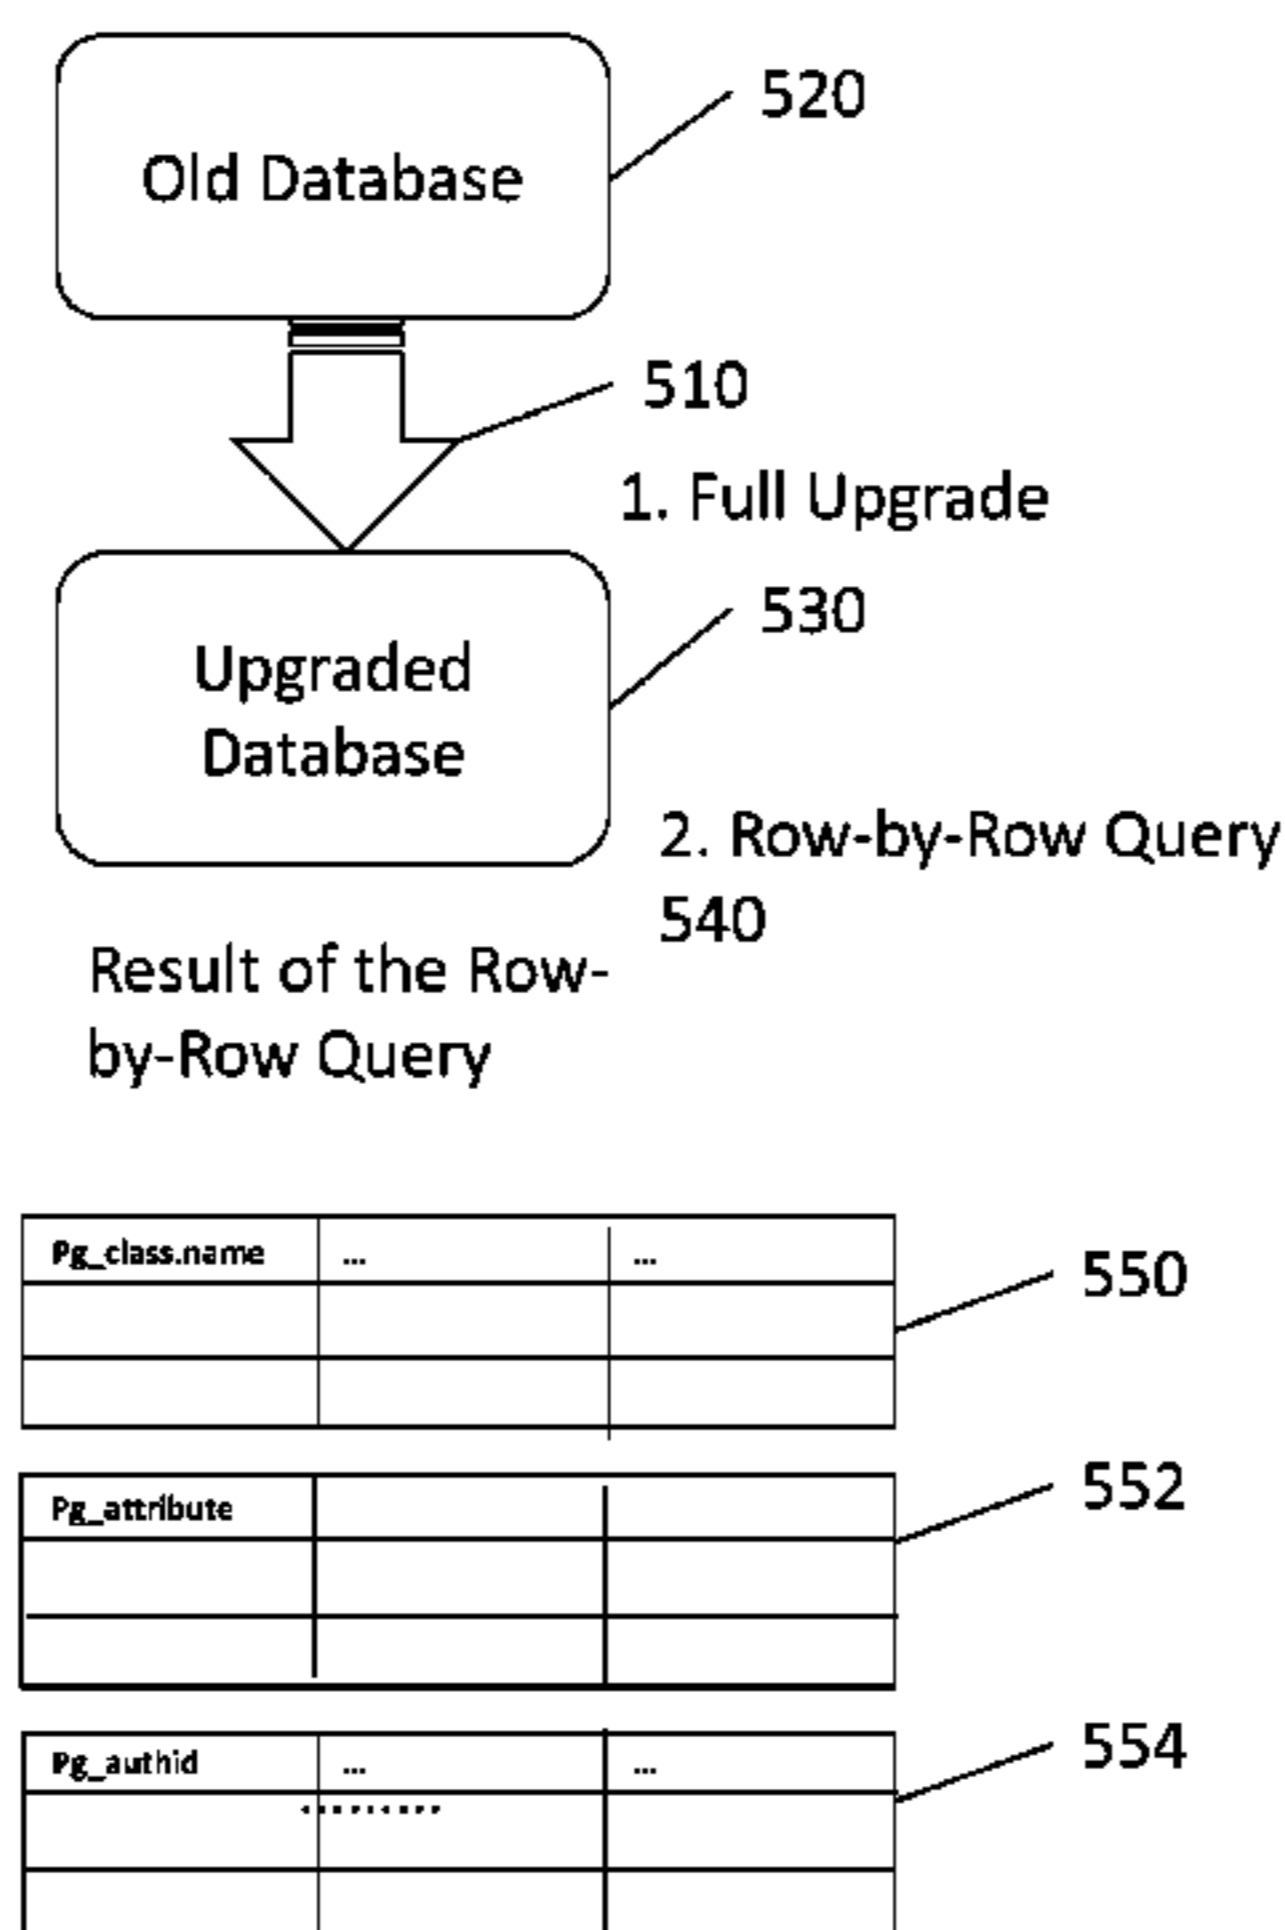 Old Database
520
510
1. Full Upgrade
530
Upgraded
Database
2. Row-by-Row Query
540
Result of the Row-
by-Row Query
Pg_class.name ... ...
550
Pg_attribute
552
Pg_authid ... ...
554